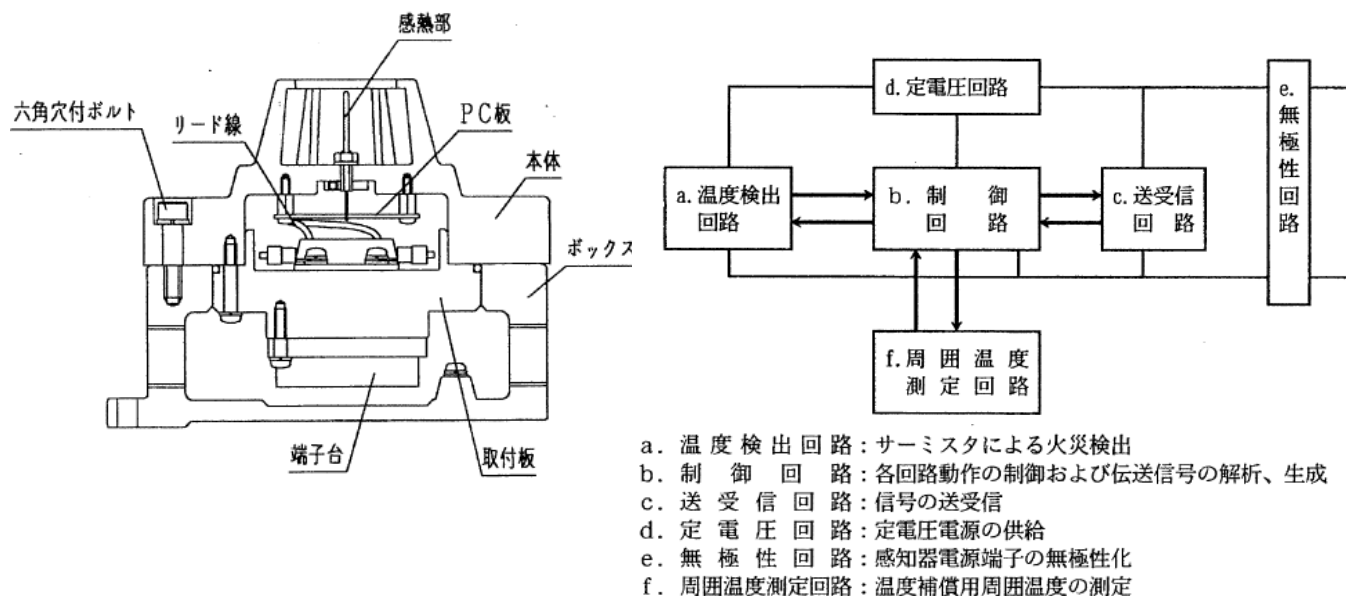 感熱部
六角穴付ボルト
リード線
PC板
本体
ボックス
端子台
取付板
d. 定電圧回路
e.
無極性回路
a. 温度検出
回路
b. 制御
回路
c. 送受信
回路
f. 周囲温度
測定回路
a. 温度検出回路：サーミスタによる火災検出
b. 制御回路：各回路動作の制御および伝送信号の解析、生成
c. 送受信回路：信号の送受信
d. 定電圧回路：定電圧電源の供給
e. 無極性回路：感知器電源端子の無極性化
f. 周囲温度測定回路：温度補償用周囲温度の測定